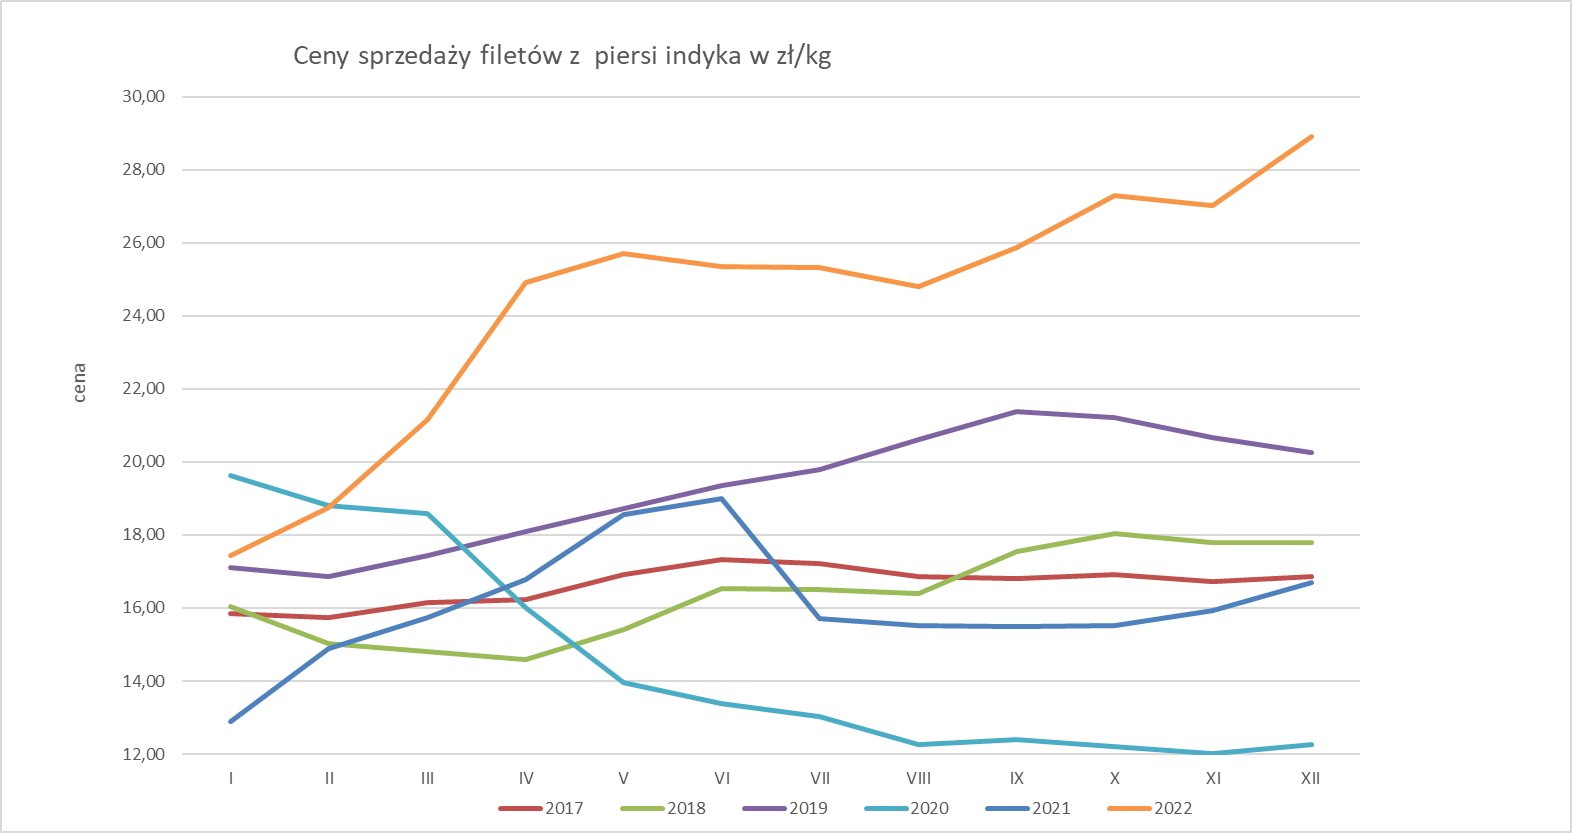 Ceny sprzedaży filetów z  piersi indyka w zł/kg
30,00
28,00
26,00
24,00
22,00
20,00
18,00
16,00
14,00
12,00
cena
I II III IV V VI VII VIII IX X XI XII
2017 2018 2019 2020 2021 2022